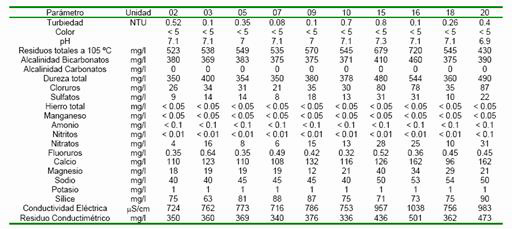 Parámetro Unidad 02 03 05 07 09 10 15 16 18 20
Turbiedad NTU 0.52 0.1 0.35 0.08 0.1 0.7 0.8 0.1 0.26 0.4
Color < 5 < 5 < 5 < 5 < 5 < 5 < 5 < 5 < 5 < 5
pH 7.1 7.1 7 7.1 7 7.1 7.3 7.1 7.1 6.9
Residuos totales a 105 ºC mg/l 523 538 549 535 570 545 679 720 545 430
Alcalinidad Bicarbonatos mg/l 380 369 383 375 375 371 410 460 375 390
Alcalinidad Carbonatos mg/l 0 0 0 0 0 0 0 0 0 0
Dureza total mg/l 350 400 354 350 380 378 480 544 360 490
Cloruros mg/l 26 34 31 21 35 30 80 78 35 87
Sulfatos mg/l 9 14 14 8 18 13 31 31 10 22
Hierro total mg/l < 0.05 < 0.05 < 0.05 < 0.05 < 0.05 < 0.05 < 0.05 < 0.05 < 0.05 < 0.05
Manganeso mg/l < 0.05 < 0.05 < 0.05 < 0.05 < 0.05 < 0.05 < 0.05 < 0.05 < 0.05 < 0.05
Amonio mg/l < 0.1 < 0.1 < 0.1 < 0.1 < 0.1 < 0.1 < 0.1 < 0.1 < 0.1 < 0.1
Nitritos mg/l < 0.01 < 0.01 < 0.01 < 0.01 < 0.01 < 0.01 < 0.01 < 0.01 < 0.01 < 0.1
Nitratos mg/l 4 16 8 6 15 13 28 25 10 31
Fluoruros mg/l 0.35 0.64 0.35 0.49 0.42 0.32 0.52 0.36 0.45 0.45
Calcio mg/l 110 123 110 108 132 116 126 162 96 162
Magnesio mg/l 18 19 19 19 12 21 40 34 29 21
Sodio mg/l 40 40 45 45 45 40 50 53 54 50
Potasio mg/l 1 1 1 1 1 1 1 1 1 1
Sílice mg/l 75 63 81 88 87 75 71 73 75 90
Conductividad Eléctrica µS/cm 724 762 773 716 786 753 957 1038 756 983
Residuo Conductimétrico mg/l 350 360 369 340 376 336 436 501 362 473